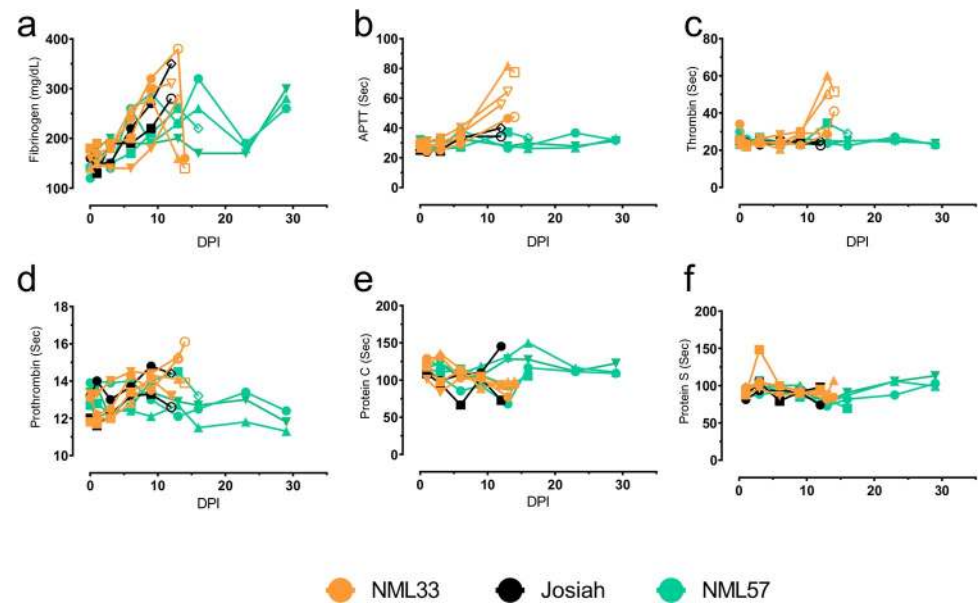 a
b
c
400
300
200
100
Fibrinogen (mg/dL)
0 10 20 30
DPI
100
80
60
40
20
0
APTT (Sec)
0 10 20 30
DPI
80
60
40
20
0
Thrombin (Sec)
0 10 20 30
DPI
d
e
f
18
16
14
12
10
Prothrombin (Sec)
0 10 20 30
DPI
200
150
100
50
0
Protein C (Sec)
0 10 20 30
DPI
200
150
100
50
0
Protein S (Sec)
0 10 20 30
DPI
NML33 Josiah NML57